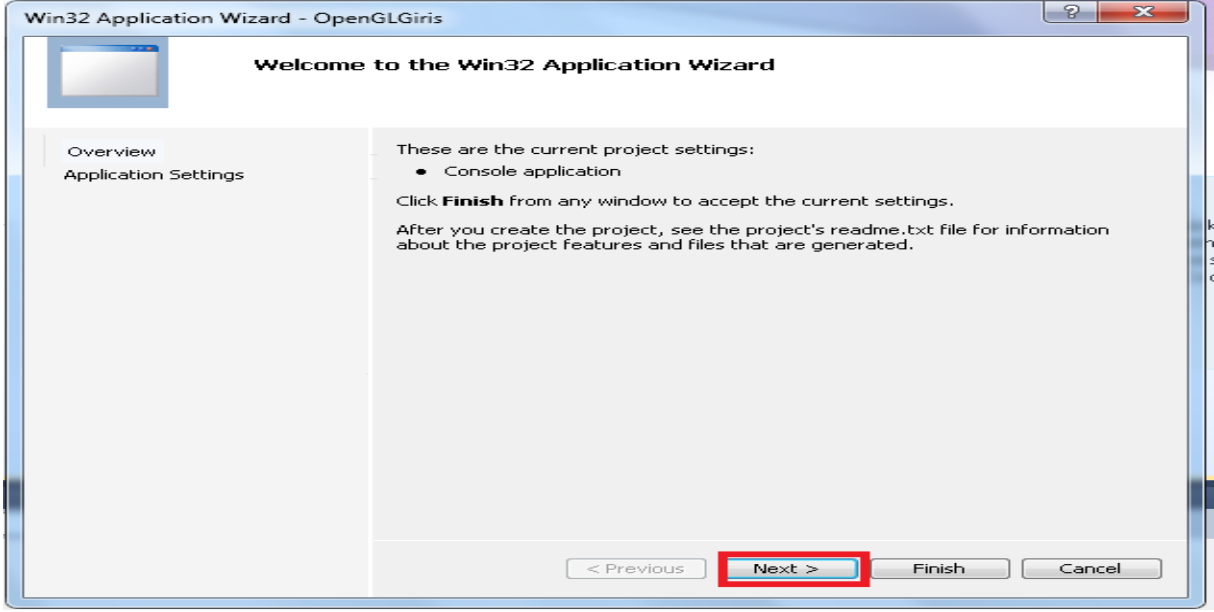 Win32 Application Wizard - OpenGLGiris
?
Welcome to the Win32 Application Wizard
Overview
Application Settings
These are the current project settings:
• Console application
Click Finish from any window to accept the current settings.
After you create the project, see the project's readme.txt file for information
about the project features and files that are generated.
< Previous
Next >
Finish
Cancel